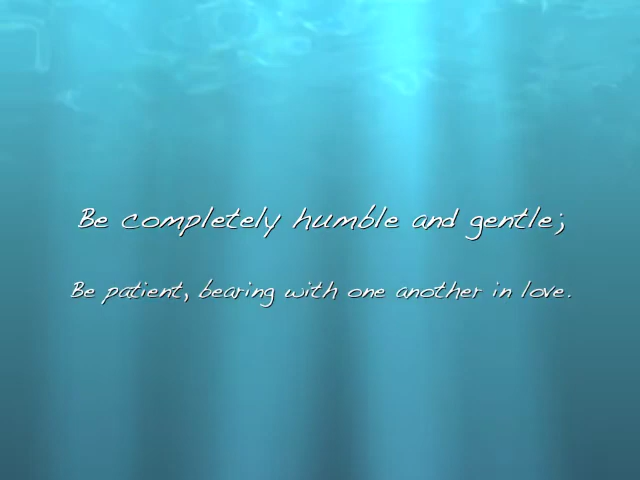 Be completely humble and gentle;
Be patient, bearing with one another in love.